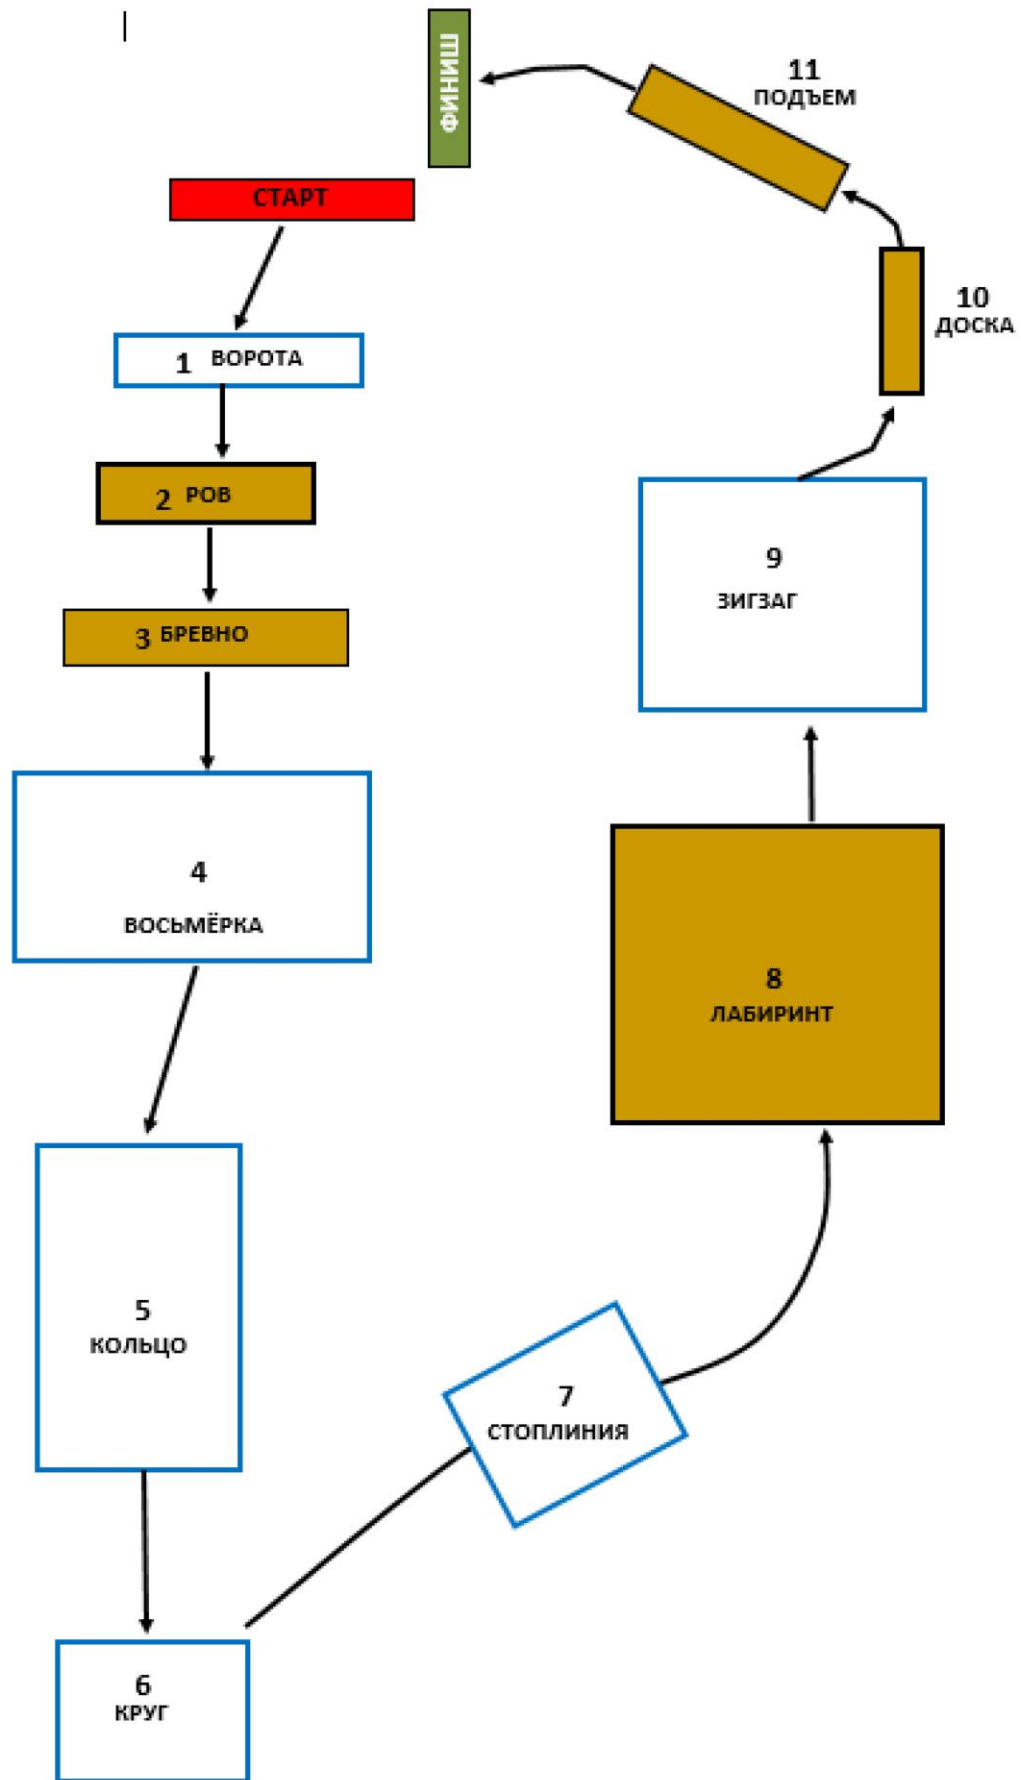 ФИНИШ
11
ПОДЪЕМ
СТАРТ
10
ДОСКА
1 ВОРОТА
2 РОВ
9
ЗИГЗАГ
3 БРЕВНО
4
ВОСЬМЁРКА
8
ЛАБИРИНТ
5
КОЛЬЦО
7
СТОПЛИНИЯ
6
КРУГ